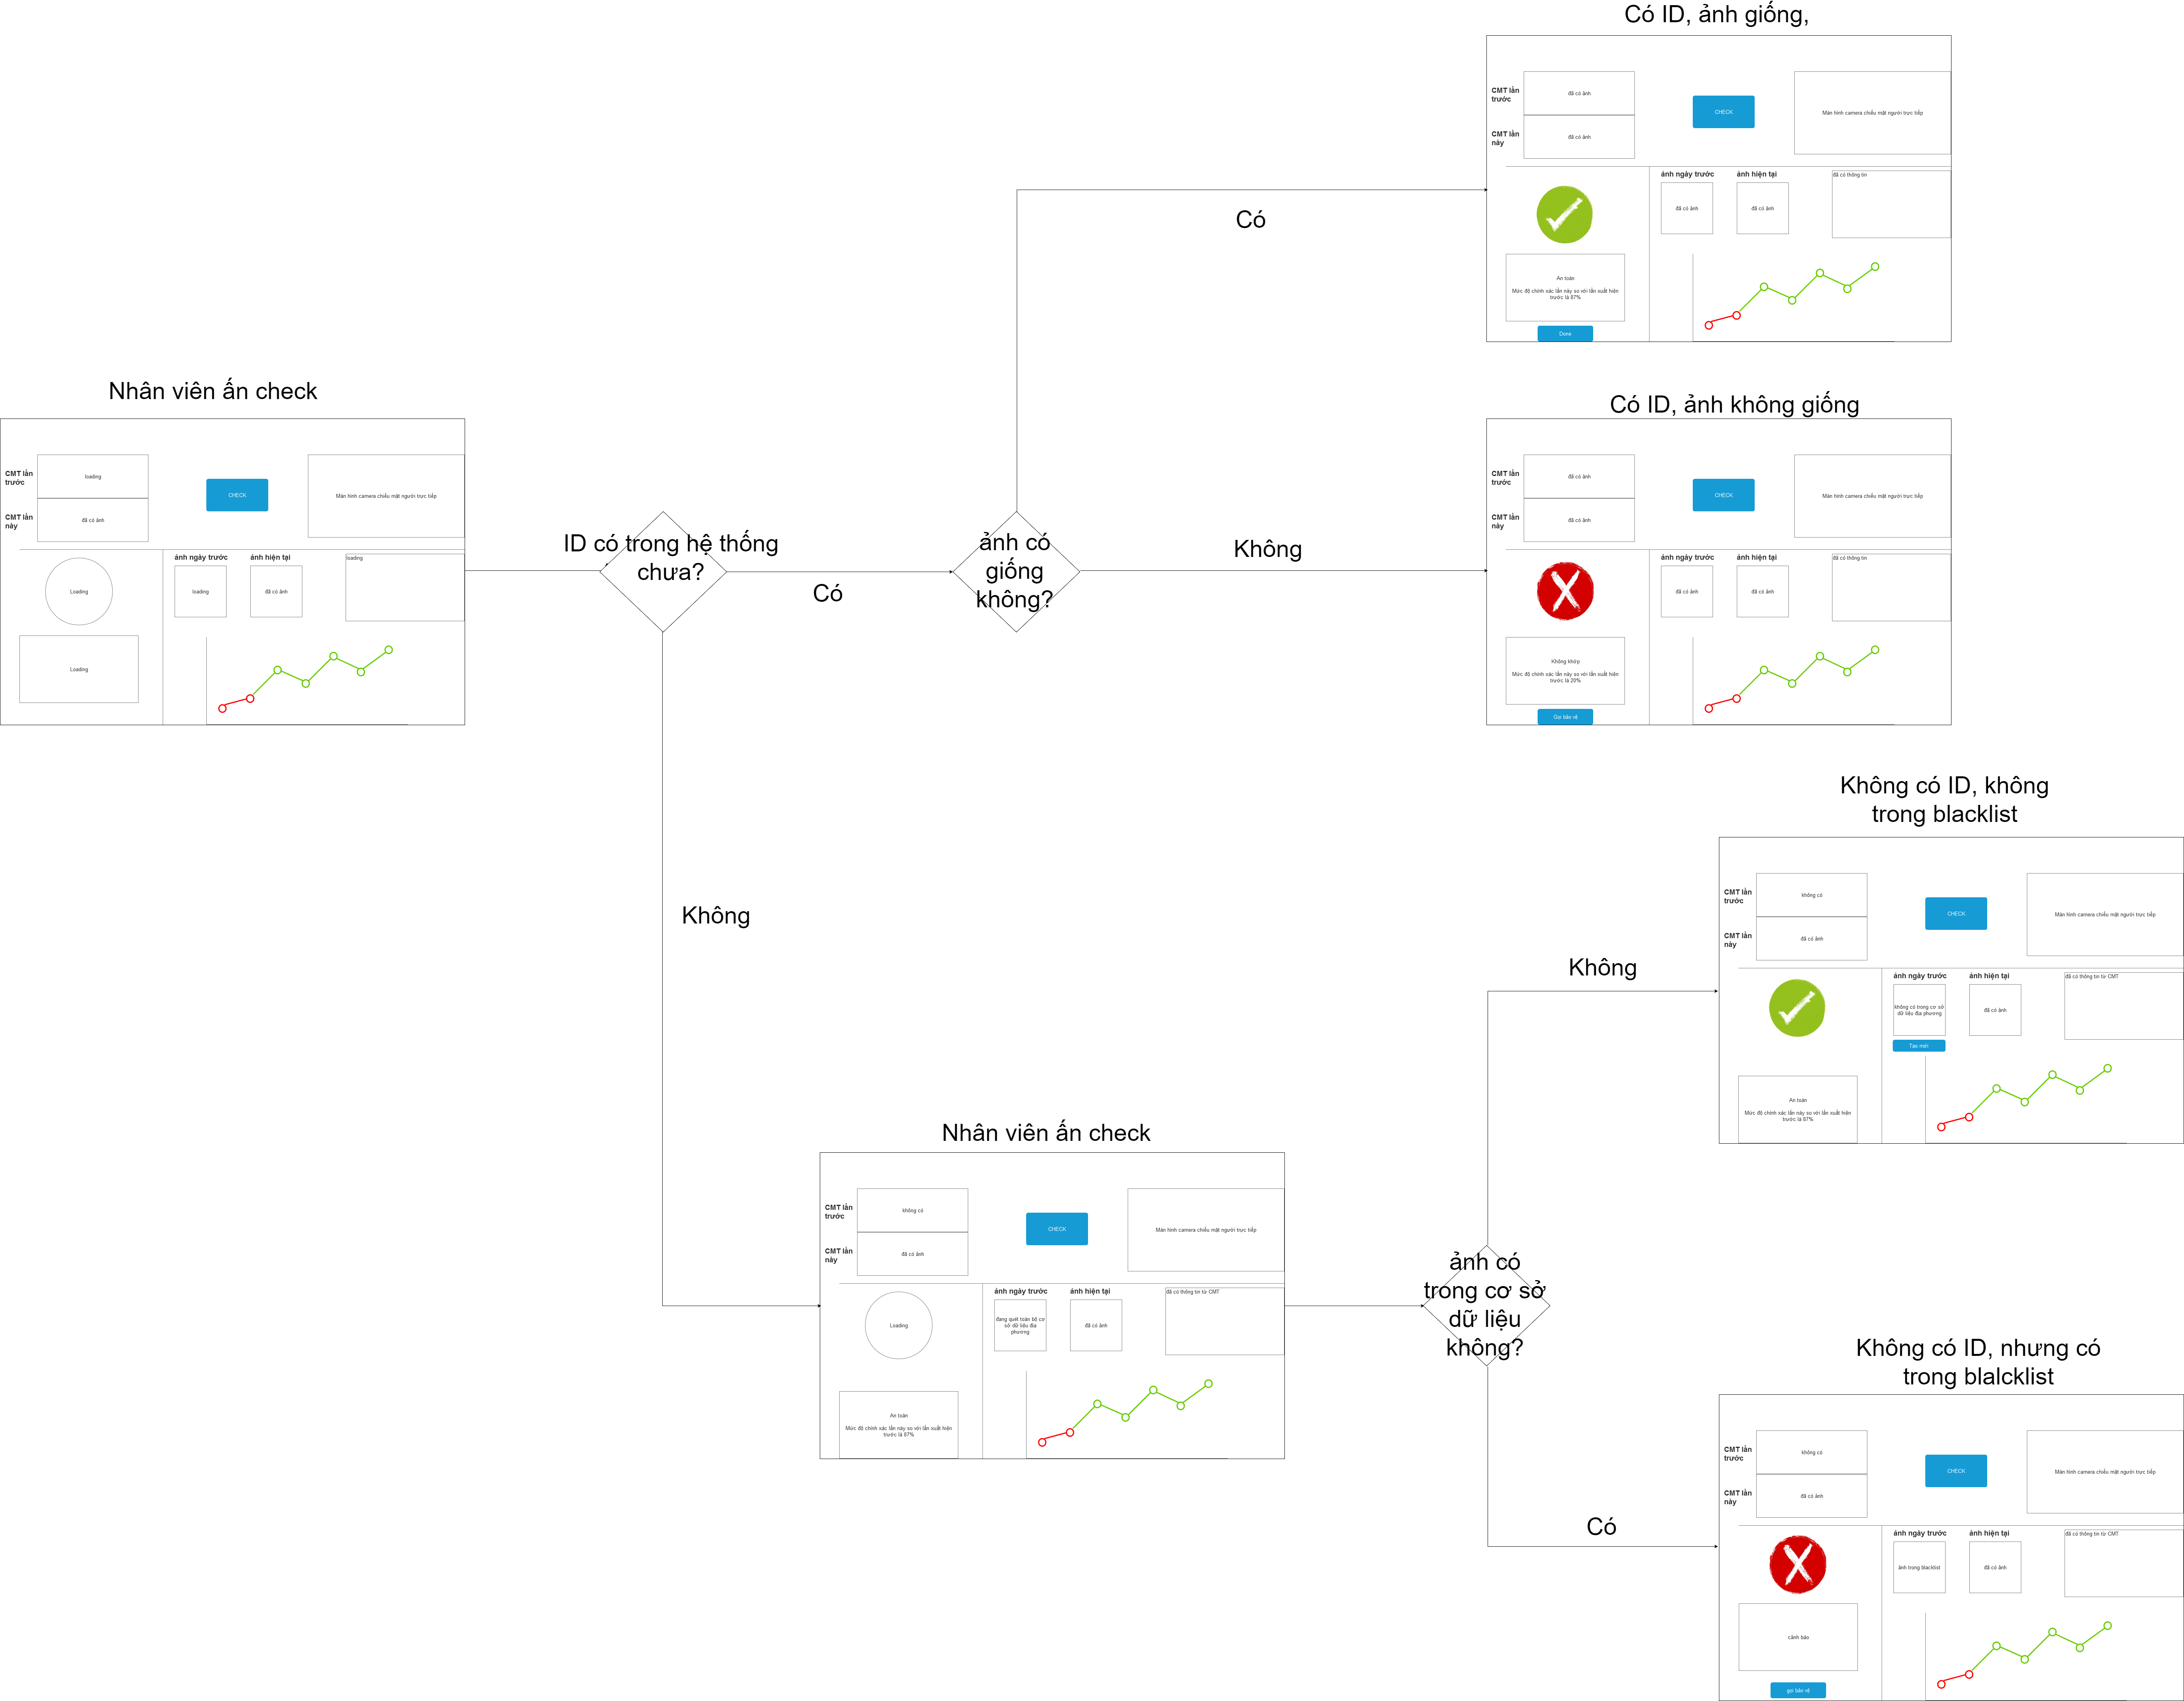 Có ID, ảnh giống,
CMT lần
trước
đã có ảnh
CHECK
Màn hình camera chiếu mặt người trực tiếp
CMT lần
này
đã có ảnh
ảnh ngày trước
ảnh hiện tại
đã có thông tin
đã có ảnh
đã có ảnh
An toàn
Mức độ chính xác lần này so với lần xuất hiện
trước là 87%
Done
Có
Nhân viên ấn check
CMT lần
trước
loading
CHECK
Màn hình camera chiếu mặt người trực tiếp
CMT lần
này
đã có ảnh
ảnh ngày trước
ảnh hiện tại
loading
Loading
loading
đã có ảnh
Loading
ID có trong hệ thống
chưa?
Có
ảnh có
giống
không?
Không
Có ID, ảnh không giống
CMT lần
trước
đã có ảnh
CHECK
Màn hình camera chiếu mặt người trực tiếp
CMT lần
này
đã có ảnh
ảnh ngày trước
ảnh hiện tại
đã có thông tin
đã có ảnh
đã có ảnh
Không khớp
Mức độ chính xác lần này so với lần xuất hiện
trước là 20%
Gọi bảo vệ
Không
Không có ID, không
trong blacklist
CMT lần
trước
không có
CHECK
Màn hình camera chiếu mặt người trực tiếp
CMT lần
này
đã có ảnh
ảnh ngày trước
ảnh hiện tại
đã có thông tin từ CMT
không có trong cơ sở
dữ liệu địa phương
đã có ảnh
Tạo mới
An toàn
Mức độ chính xác lần này so với lần xuất hiện
trước là 87%
Không
Nhân viên ấn check
CMT lần
trước
không có
CHECK
Màn hình camera chiếu mặt người trực tiếp
CMT lần
này
đã có ảnh
ảnh ngày trước
ảnh hiện tại
đã có thông tin từ CMT
Loading
đang quét toàn bộ cơ
sở dữ liệu địa
phương
đã có ảnh
An toàn
Mức độ chính xác lần này so với lần xuất hiện
trước là 87%
ảnh có
trong cơ sở
dữ liệu
không?
Có
Không có ID, nhưng có
trong blalcklist
CMT lần
trước
không có
CHECK
Màn hình camera chiếu mặt người trực tiếp
CMT lần
này
đã có ảnh
ảnh ngày trước
ảnh hiện tại
đã có thông tin từ CMT
ảnh trong blacklist
đã có ảnh
cảnh báo
gọi bảo vệ